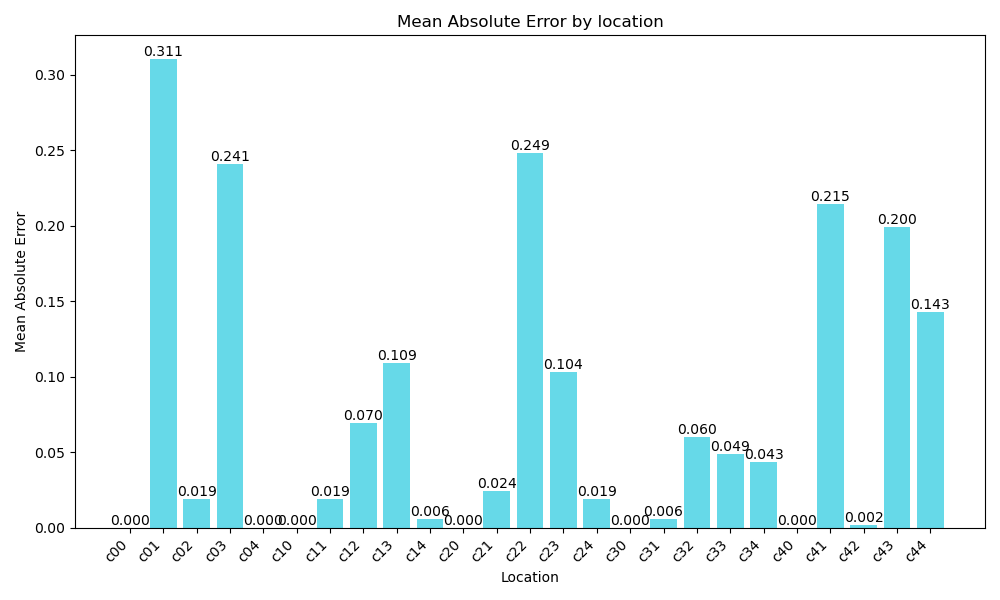 Mean Absolute Error by location
Mean Absolute Error
0.30
0.25
0.20
0.15
0.10
0.05
0.00
0.000
0.311
0.019
0.241
0.000
0.000
0.019
0.070
0.109
0.006
0.000
0.024
0.249
0.104
0.019
0.000
0.006
0.060
0.049
0.043
0.000
0.215
0.002
0.200
0.143
c00
c01
c02
c03
c04
c10
c11
c12
c13
c14
c20
c21
c22
c23
c24
c30
c31
c32
c33
c34
c40
c41
c42
c43
c44
Location